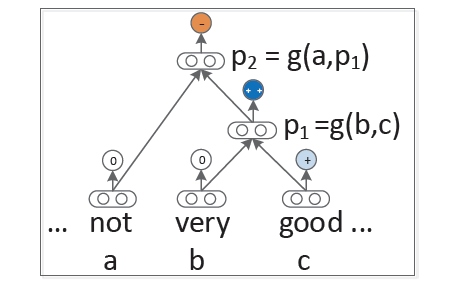 −
p₂ = g(a,p₁)
+ +
p₁ =g(b,c)
0 0 +
... not very good ...
a b c